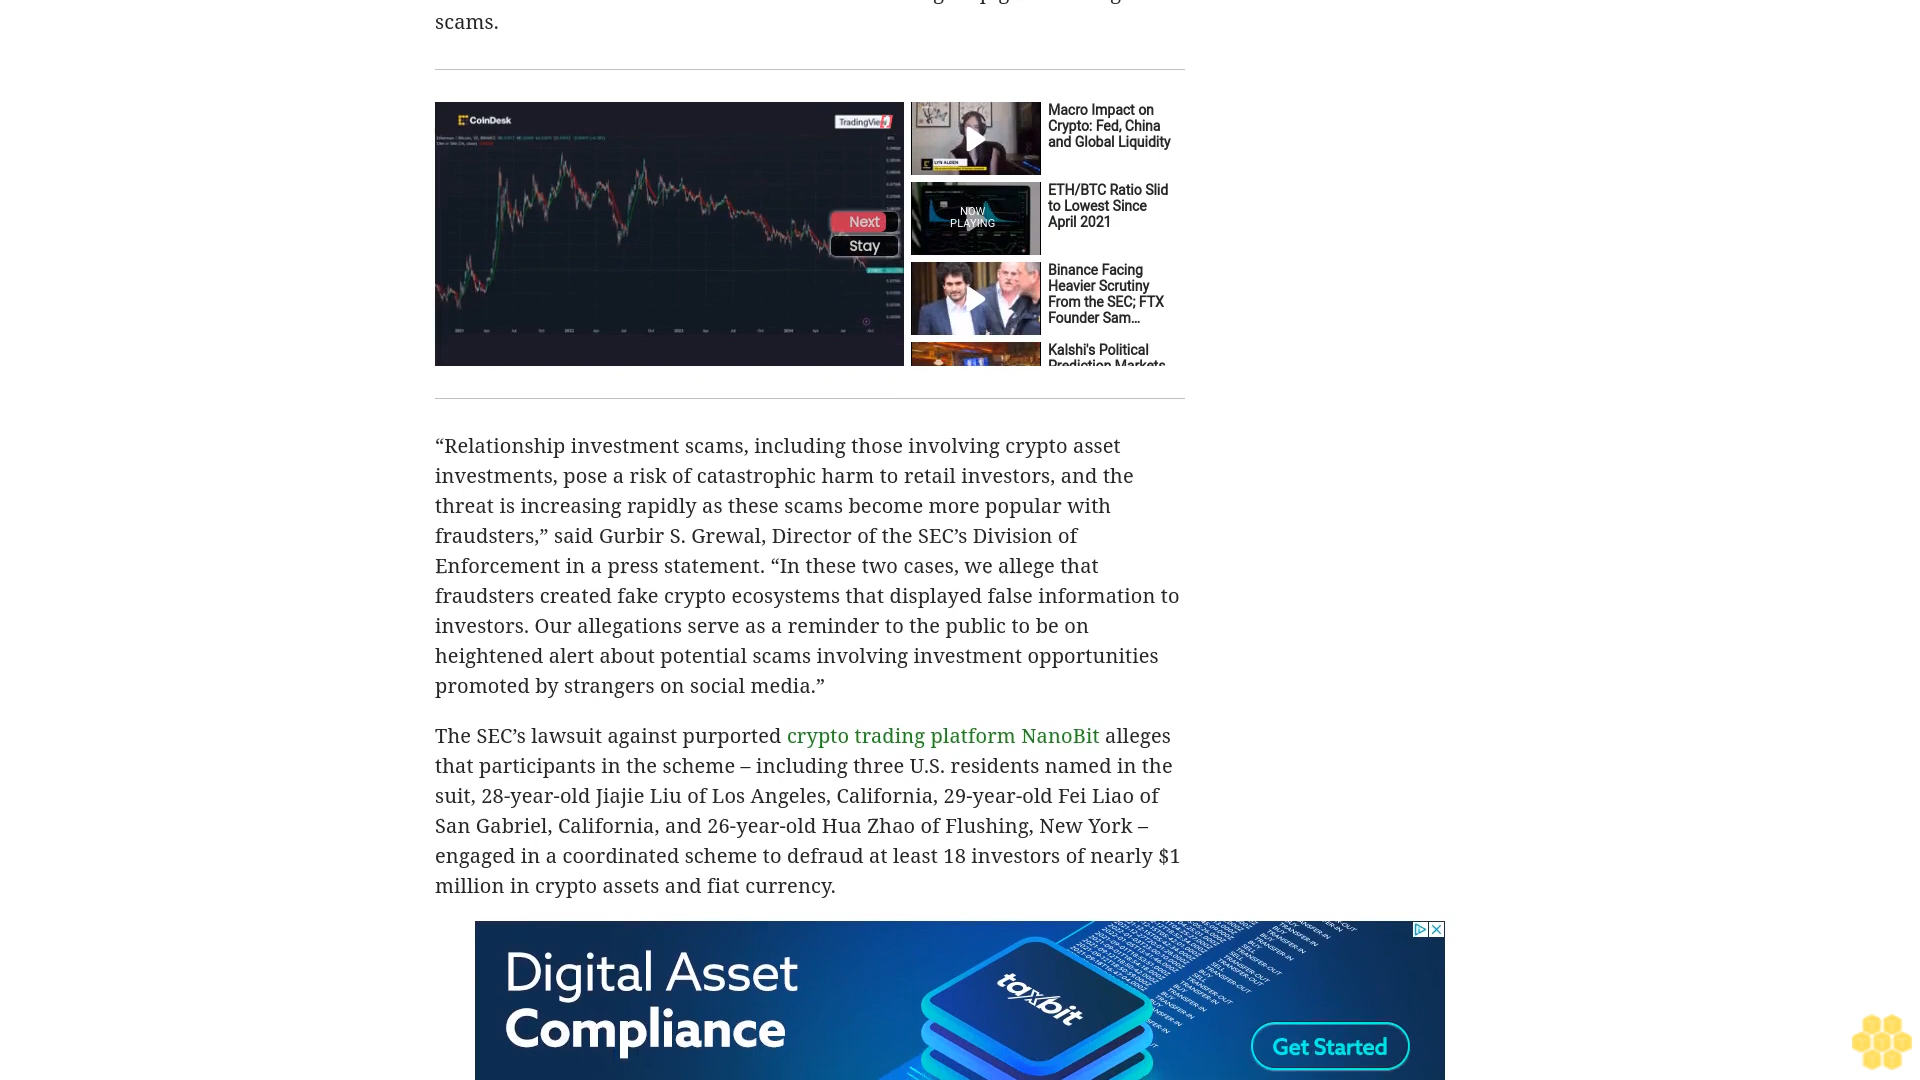 scams.
CoinDesk
TradingView
Next
Stay
Macro Impact on
Crypto: Fed, China
and Global Liquidity
LYN ALDEN
ETH/BTC Ratio Slid
to Lowest Since
April 2021
NOW
PLAYING
Binance Facing
Heavier Scrutiny
From the SEC; FTX
Founder Sam...
Kalshi's Political
Prediction Markets
“Relationship investment scams, including those involving crypto asset
investments, pose a risk of catastrophic harm to retail investors, and the
threat is increasing rapidly as these scams become more popular with
fraudsters,” said Gurbir S. Grewal, Director of the SEC’s Division of
Enforcement in a press statement. “In these two cases, we allege that
fraudsters created fake crypto ecosystems that displayed false information to
investors. Our allegations serve as a reminder to the public to be on
heightened alert about potential scams involving investment opportunities
promoted by strangers on social media.”
The SEC’s lawsuit against purported crypto trading platform NanoBit alleges
that participants in the scheme – including three U.S. residents named in the
suit, 28-year-old Jiajie Liu of Los Angeles, California, 29-year-old Fei Liao of
San Gabriel, California, and 26-year-old Hua Zhao of Flushing, New York –
engaged in a coordinated scheme to defraud at least 18 investors of nearly $1
million in crypto assets and fiat currency.
Digital Asset
Compliance
taxbit
Get Started